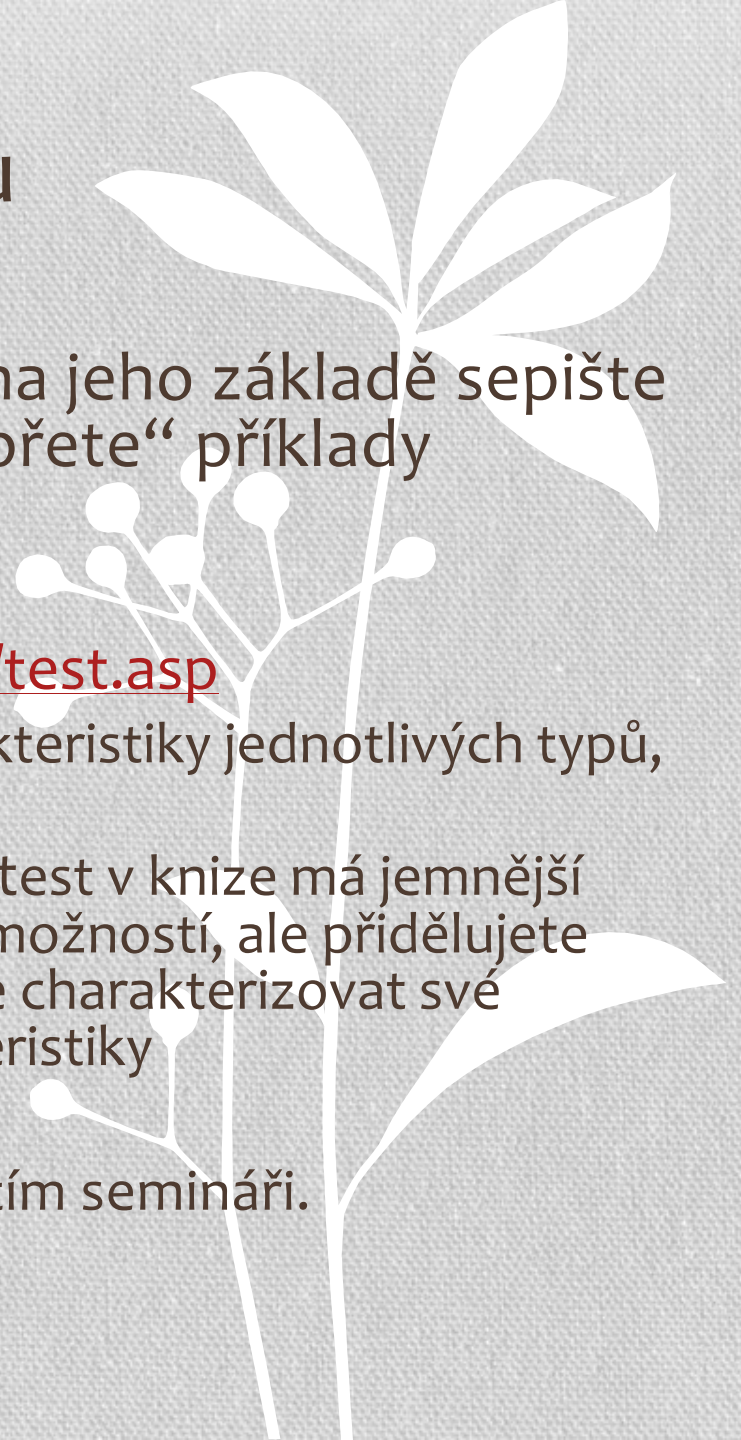 u
na jeho základě sepište
opřete“ příklady
/test.asp
kteristiky jednotlivých typů,
test v knize má jemnější
možností, ale přidělujete
e charakterizovat své
eristiky
tím semináři.